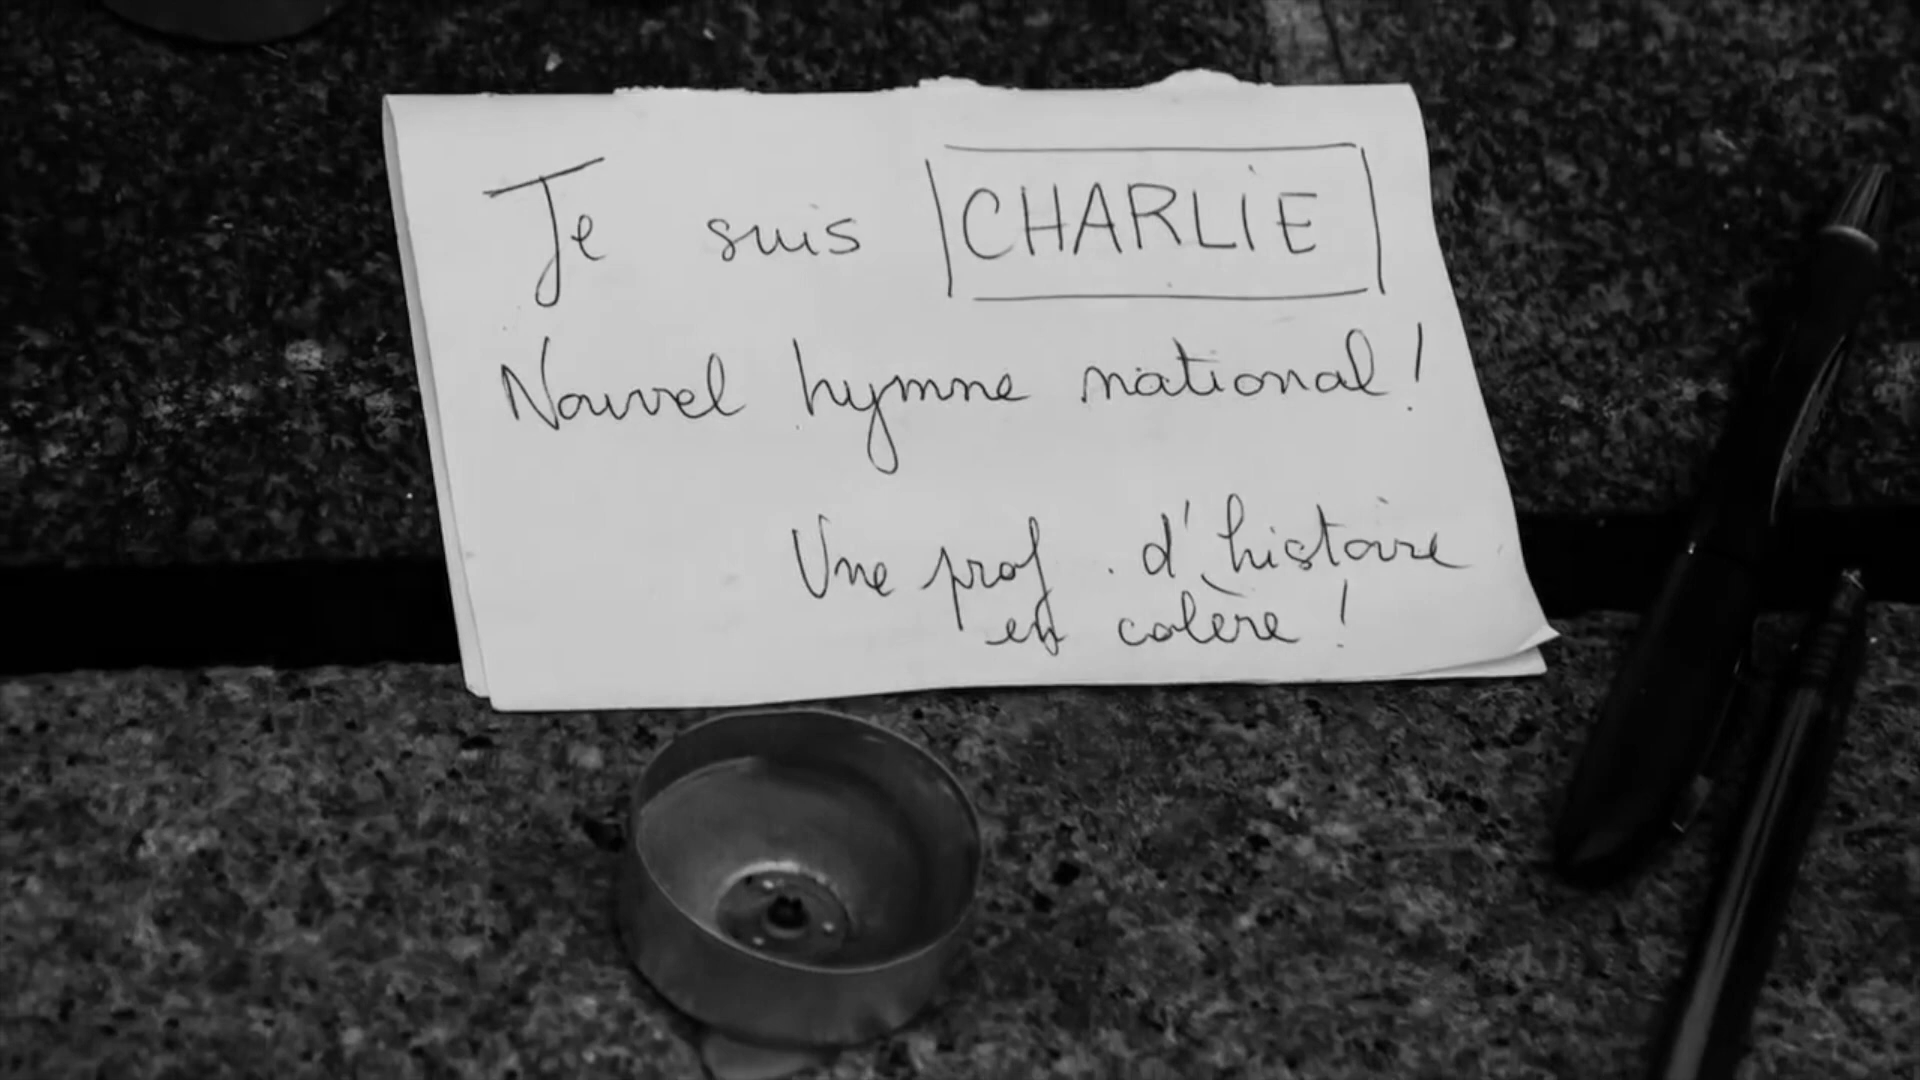 Je suis CHARLiE
Nouvel hymne national !
Une prof. d'histoire
en colère !